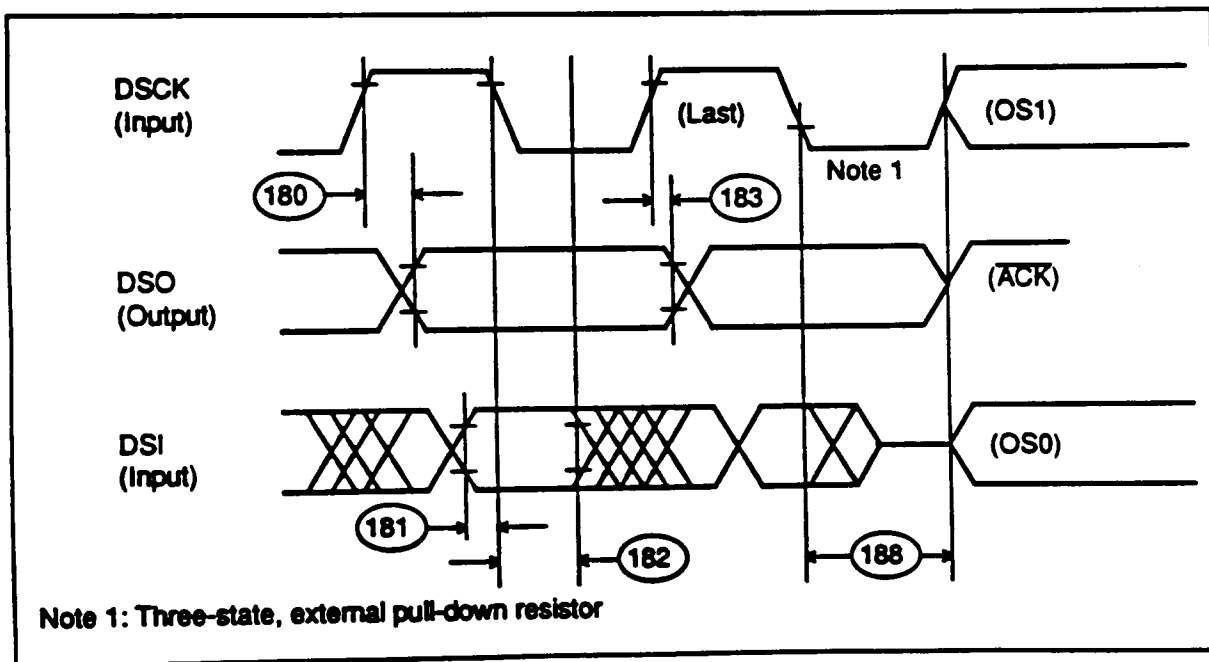 DSCK
(Input)
(Last)
(OS1)
Note 1
180
183
DSO
(Output)
(ACK)
DSI
(Input)
(OS0)
181
182
188
Note 1: Three-state, external pull-down resistor